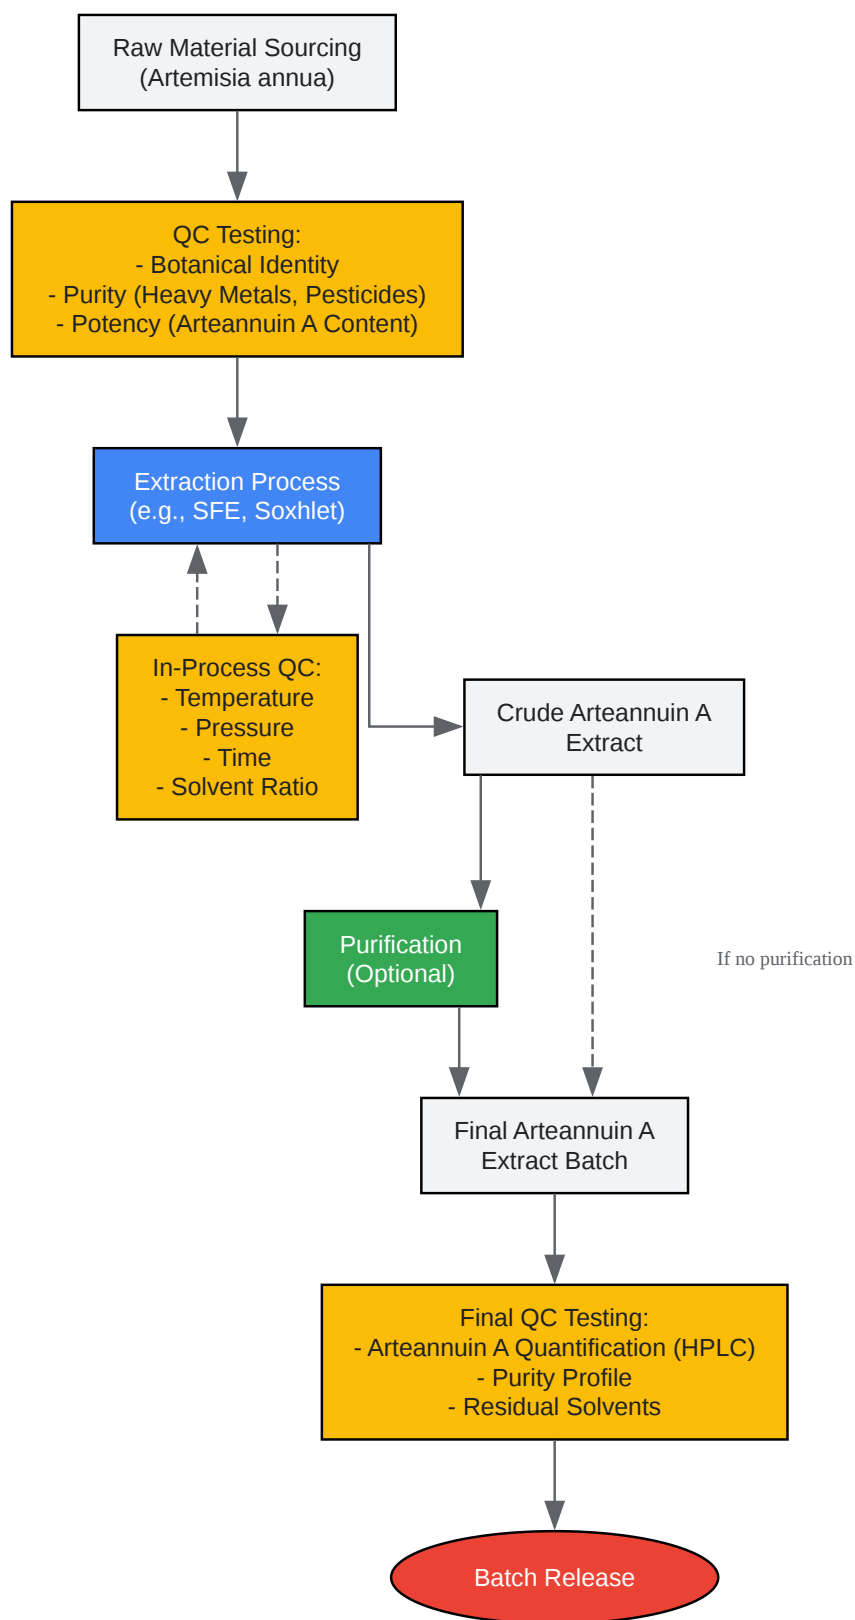 Raw Material Sourcing
(Artemisia annua)
QC Testing:
- Botanical Identity
- Purity (Heavy Metals, Pesticides)
- Potency (Arteannuin A Content)
Extraction Process
(e.g., SFE, Soxhlet)
In-Process QC:
- Temperature
- Pressure
- Time
- Solvent Ratio
Crude Arteannuin A
Extract
Purification
(Optional)
If no purification
Final Arteannuin A
Extract Batch
Final QC Testing:
- Arteannuin A Quantification (HPLC)
- Purity Profile
- Residual Solvents
Batch Release